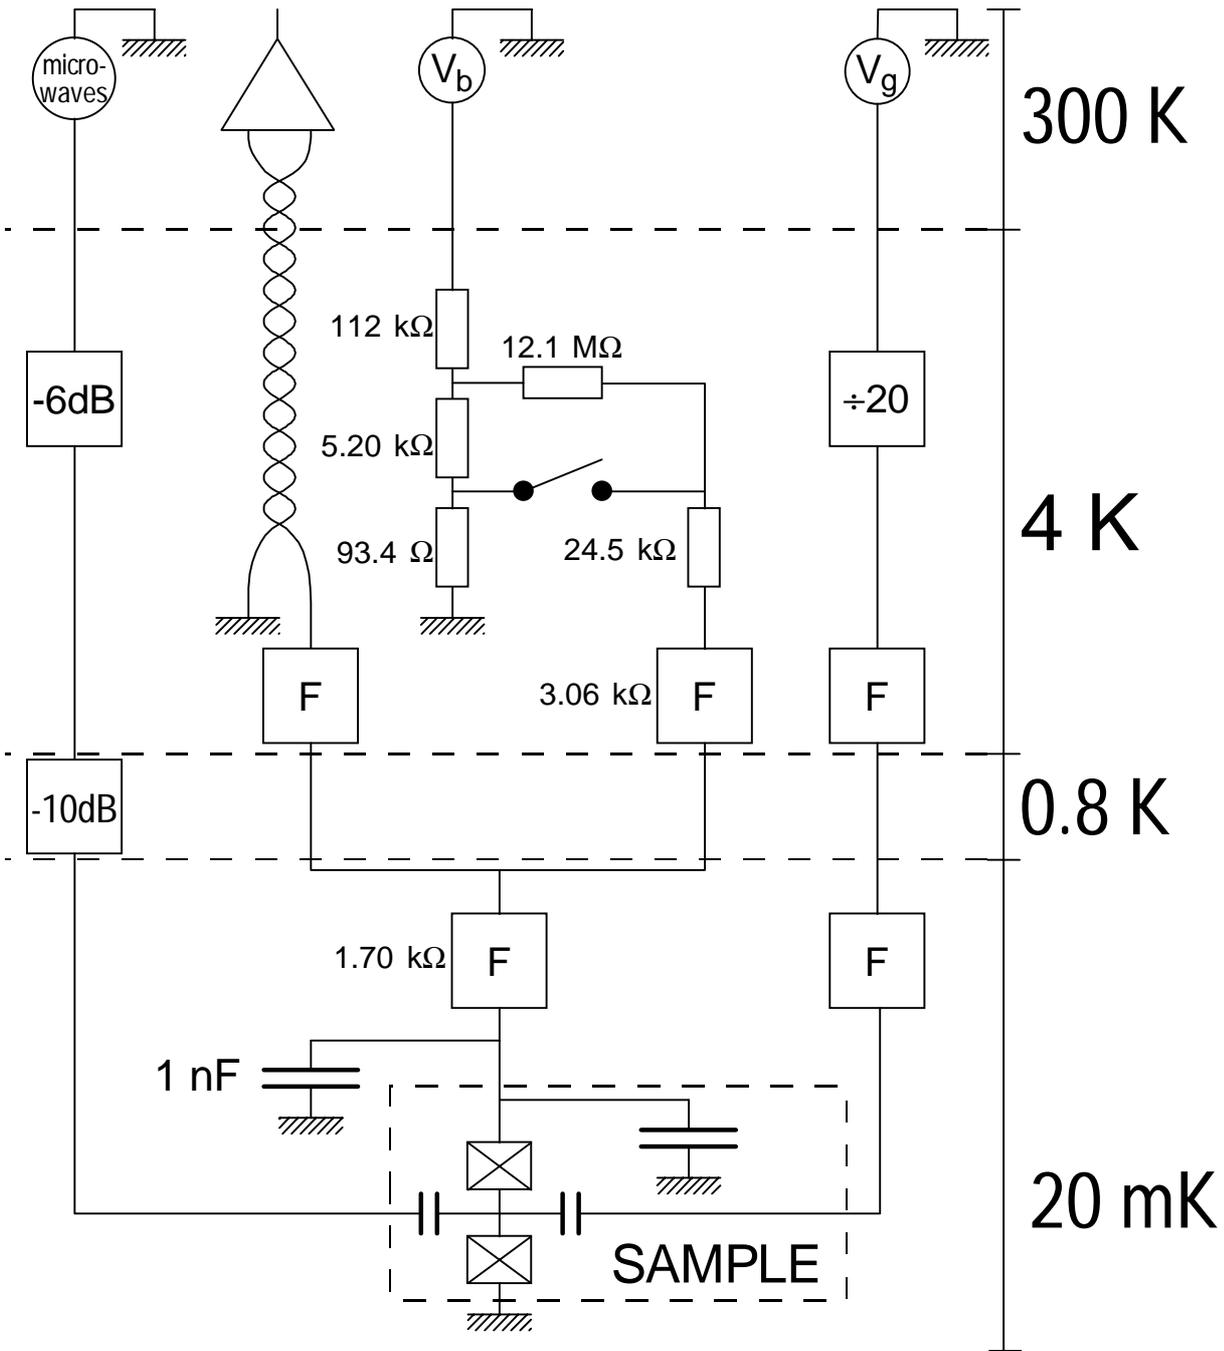 micro-
waves
V_b
V_g
300 K
112 kΩ
12.1 MΩ
-6dB
÷20
5.20 kΩ
93.4 Ω
24.5 kΩ
4 K
F
3.06 kΩ
F
F
-10dB
0.8 K
1.70 kΩ
F
F
1 nF
20 mK
SAMPLE